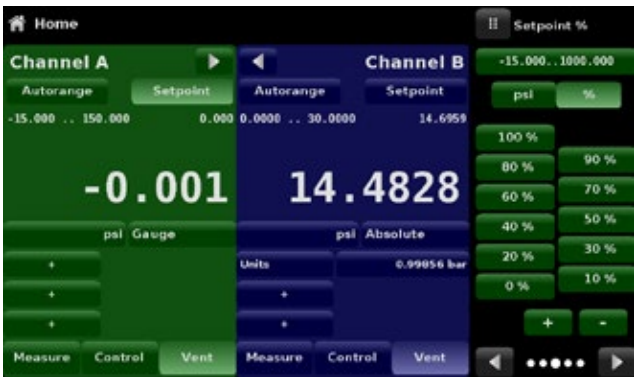 Home
Channel A
Autorange Setpoint
-15.000 .. 150.000 0.000
-0.001
psi Gauge
+
+
+
Measure Control Vent
Channel B
Autorange Setpoint
0.0000 .. 30.0000 14.6959
14.4828
psi Absolute
Units 0.99856 bar
+
+
Measure Control Vent
Setpoint %
-15.000..1000.000
psi %
100 %
90 %
80 %
70 %
60 %
50 %
40 %
30 %
20 %
10 %
0 %
+ -